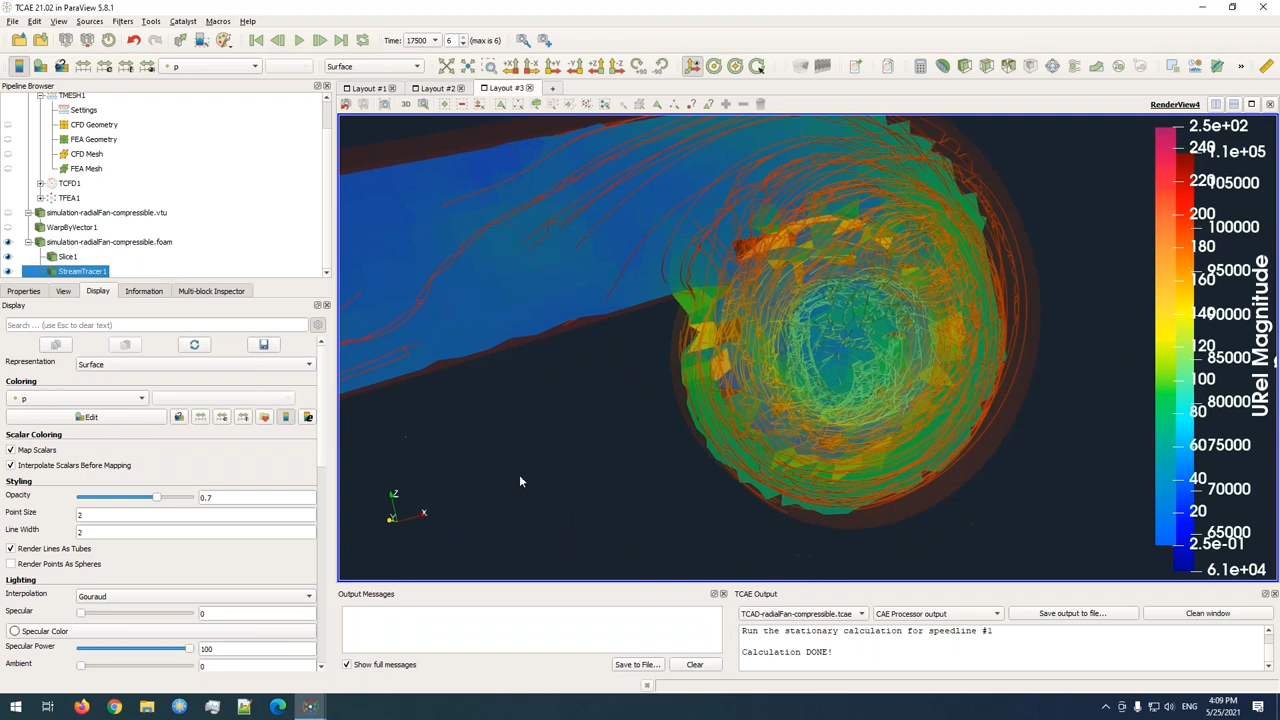 TCAE 21.02 in ParaView 5.8.1
File Edit View Sources Filters Tools Catalyst Macros Help
Time: 17500 6 (max is 6)
p Surface
Pipeline Browser
Layout #1 Layout #2 Layout #3 +
3D RenderView4
TMESH1
Settings
CFD Geometry
FEA Geometry
CFD Mesh
FEA Mesh
TCFD1
TFEA1
simulation-radialFan-compressible.vtu
WarpByVector1
simulation-radialFan-compressible.foam
Slice1
StreamTracer1
Properties View Display Information Multi-block Inspector
Display
Search ... (use Esc to clear text)
Representation Surface
Coloring
p
Edit
Scalar Coloring
Map Scalars
Interpolate Scalars Before Mapping
Styling
Opacity 0.7
Point Size 2
Line Width 2
Render Lines As Tubes
Render Points As Spheres
Lighting
Interpolation Gouraud
Specular 0
Specular Color
Specular Power 100
Ambient 0
2.5e+02
240
1.1e+05
220
105000
200
100000
180
95000
160
140
90000
120
85000
100
80000
80
60
75000
40
70000
20
65000
2.5e-01
6.1e+04
URel Magnitude
Z
X
Y
Output Messages
Show full messages Save to File... Clear
TCAE Output
TCAD-radialFan-compressible.tcae CAE Processor output Save output to file... Clean window
Run the stationary calculation for speedline #1
Calculation DONE!
ENG 4:09 PM
5/25/2021